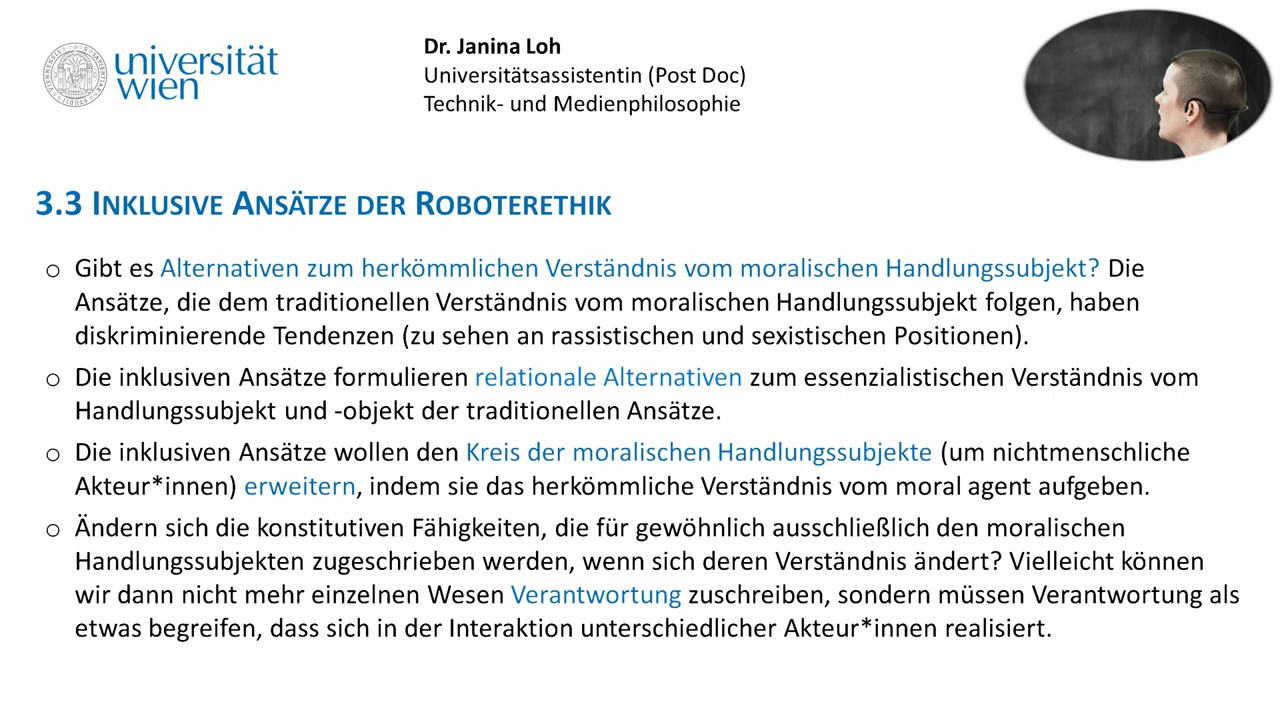 universität
wien
Dr. Janina Loh
Universitätsassistentin (Post Doc)
Technik- und Medienphilosophie
3.3 INKLUSIVE ANSÄTZE DER ROBOTERETHIK
o Gibt es Alternativen zum herkömmlichen Verständnis vom moralischen Handlungssubjekt? Die
Ansätze, die dem traditionellen Verständnis vom moralischen Handlungssubjekt folgen, haben
diskriminierende Tendenzen (zu sehen an rassistischen und sexistischen Positionen).
o Die inklusiven Ansätze formulieren relationale Alternativen zum essenzialistischen Verständnis vom
Handlungssubjekt und -objekt der traditionellen Ansätze.
o Die inklusiven Ansätze wollen den Kreis der moralischen Handlungssubjekte (um nichtmenschliche
Akteur*innen) erweitern, indem sie das herkömmliche Verständnis vom moral agent aufgeben.
o Ändern sich die konstitutiven Fähigkeiten, die für gewöhnlich ausschließlich den moralischen
Handlungssubjekten zugeschrieben werden, wenn sich deren Verständnis ändert? Vielleicht können
wir dann nicht mehr einzelnen Wesen Verantwortung zuschreiben, sondern müssen Verantwortung als
etwas begreifen, dass sich in der Interaktion unterschiedlicher Akteur*innen realisiert.